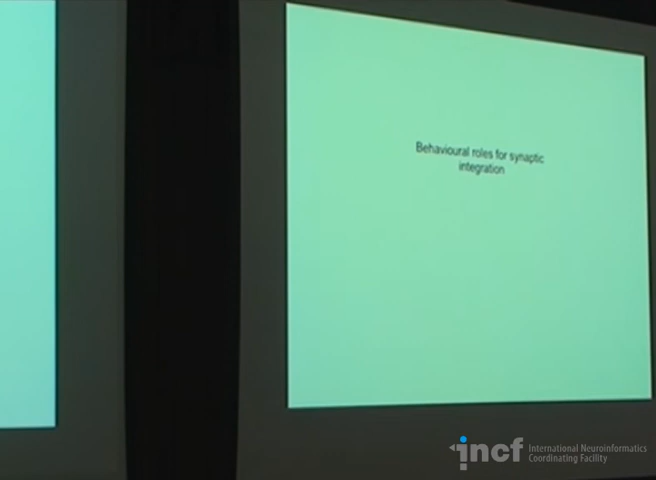 Behavioural roles for synaptic
integration
incf
International Neuroinformatics
Coordinating Facility